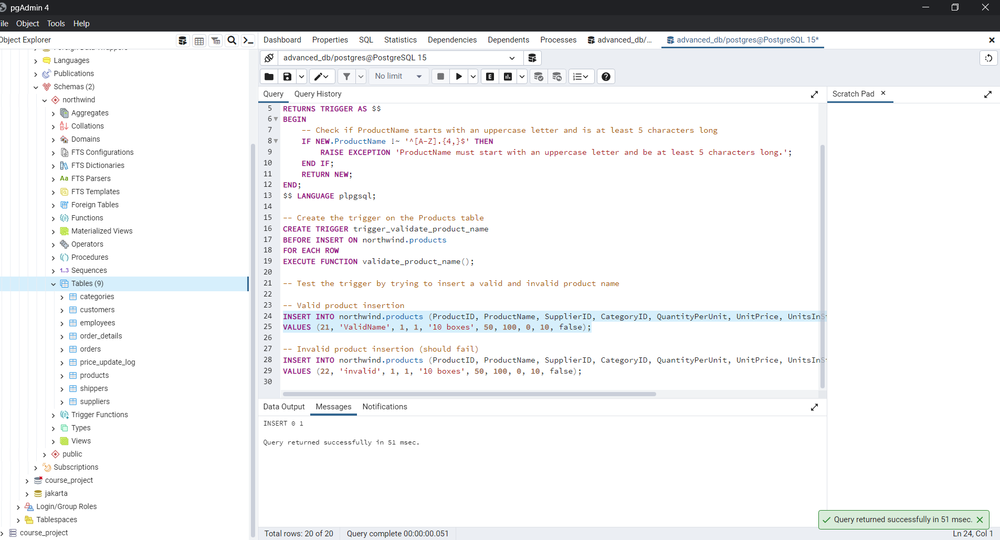 pgAdmin 4
ile Object Tools Help
Object Explorer
Dashboard Properties SQL Statistics Dependencies Dependents Processes advanced_db/... advanced_db/postgres@PostgreSQL 15*
Foreign Data Wrappers
Languages
Publications
Schemas (2)
northwind
Aggregates
Collations
Domains
FTS Configurations
FTS Dictionaries
Aa FTS Parsers
FTS Templates
Foreign Tables
Functions
Materialized Views
Operators
Procedures
1..3 Sequences
Tables (9)
categories
customers
employees
order_details
orders
price_update_log
products
shippers
suppliers
Trigger Functions
Types
Views
public
Subscriptions
course_project
jakarta
Login/Group Roles
Tablespaces
course_project
advanced_db/postgres@PostgreSQL 15
No limit
E
Query Query History
Scratch Pad
5 RETURNS TRIGGER AS $$
6 BEGIN
7 -- Check if ProductName starts with an uppercase letter and is at least 5 characters long
8 IF NEW.ProductName !~ '^[A-Z].{4,}$' THEN
9 RAISE EXCEPTION 'ProductName must start with an uppercase letter and be at least 5 characters long.';
10 END IF;
11 RETURN NEW;
12 END;
13 $$ LANGUAGE plpgsql;
14
15 -- Create the trigger on the Products table
16 CREATE TRIGGER trigger_validate_product_name
17 BEFORE INSERT ON northwind.products
18 FOR EACH ROW
19 EXECUTE FUNCTION validate_product_name();
20
21 -- Test the trigger by trying to insert a valid and invalid product name
22
23 -- Valid product insertion
24 INSERT INTO northwind.products (ProductID, ProductName, SupplierID, CategoryID, QuantityPerUnit, UnitPrice, UnitsInSt
25 VALUES (21, 'ValidName', 1, 1, '10 boxes', 50, 100, 0, 10, false);
26
27 -- Invalid product insertion (should fail)
28 INSERT INTO northwind.products (ProductID, ProductName, SupplierID, CategoryID, QuantityPerUnit, UnitPrice, UnitsInSt
29 VALUES (22, 'invalid', 1, 1, '10 boxes', 50, 100, 0, 10, false);
30
Data Output Messages Notifications
INSERT 0 1
Query returned successfully in 51 msec.
Query returned successfully in 51 msec.
Total rows: 20 of 20 Query complete 00:00:00.051 Ln 24, Col 1